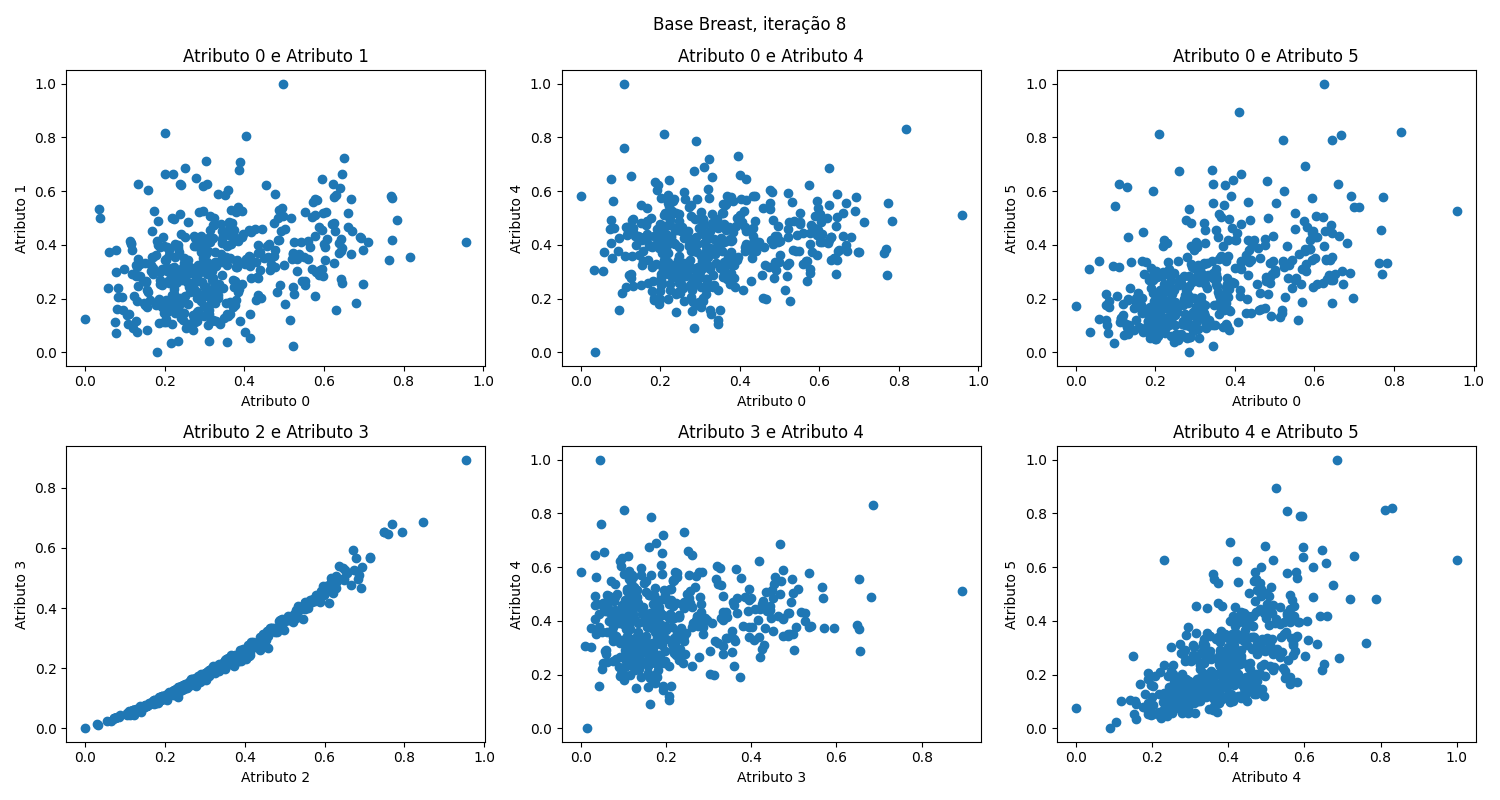 Base Breast, iteração 8
Atributo 0 e Atributo 1
1.0
0.8
0.6
0.4
0.2
0.0
Atributo 1
0.0 0.2 0.4 0.6 0.8 1.0
Atributo 0
Atributo 0 e Atributo 4
1.0
0.8
0.6
0.4
0.2
0.0
Atributo 4
0.0 0.2 0.4 0.6 0.8 1.0
Atributo 0
Atributo 0 e Atributo 5
1.0
0.8
0.6
0.4
0.2
0.0
Atributo 5
0.0 0.2 0.4 0.6 0.8 1.0
Atributo 0
Atributo 2 e Atributo 3
0.8
0.6
0.4
0.2
0.0
Atributo 3
0.0 0.2 0.4 0.6 0.8 1.0
Atributo 2
Atributo 3 e Atributo 4
1.0
0.8
0.6
0.4
0.2
0.0
Atributo 4
0.0 0.2 0.4 0.6 0.8
Atributo 3
Atributo 4 e Atributo 5
1.0
0.8
0.6
0.4
0.2
0.0
Atributo 5
0.0 0.2 0.4 0.6 0.8 1.0
Atributo 4